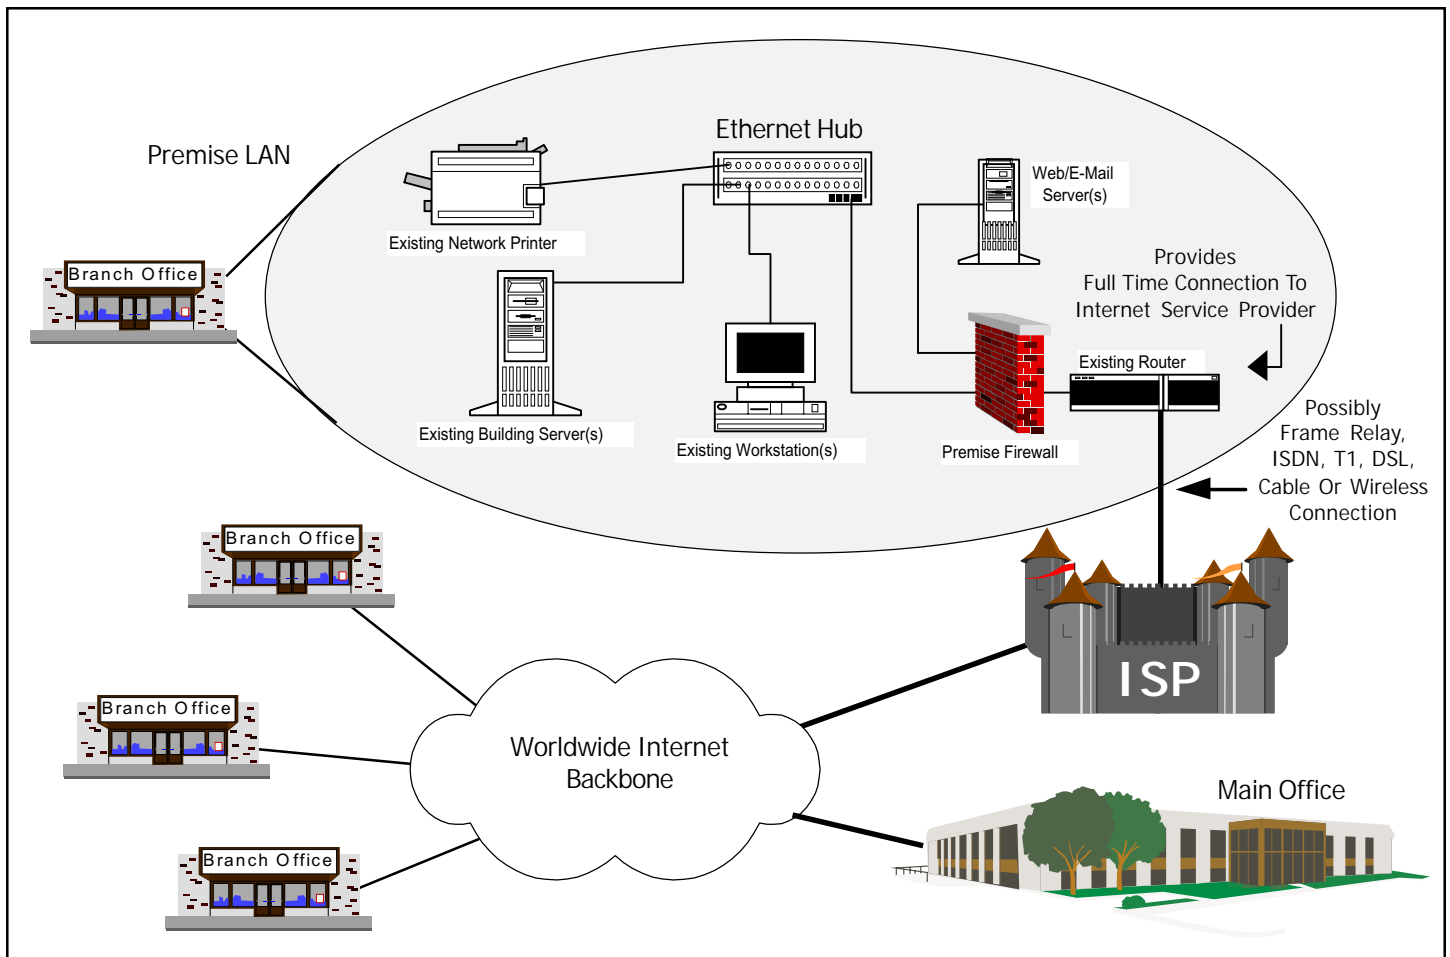 Ethernet Hub
Premise LAN
Web/E-Mail
Server(s)
Existing Network Printer
Provides
Full Time Connection To
Internet Service Provider
Branch Office
Existing Router
Possibly
Frame Relay,
ISDN, T1, DSL,
Cable Or Wireless
Connection
Existing Building Server(s)
Existing Workstation(s)
Premise Firewall
Branch Office
ISP
Branch Office
Worldwide Internet
Backbone
Main Office
Branch Office